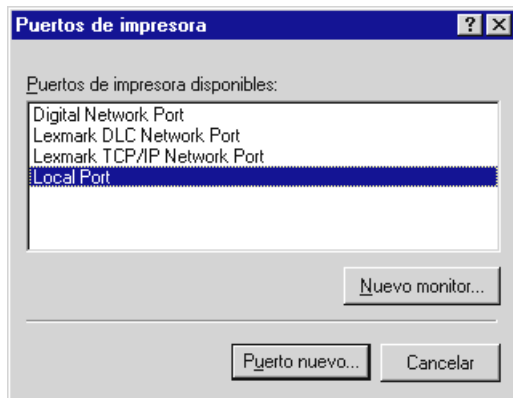 Puertos de impresora
Puertos de impresora disponibles:
Digital Network Port
Lexmark DLC Network Port
Lexmark TCP/IP Network Port
Local Port
Nuevo monitor...
Puerto nuevo...
Cancelar